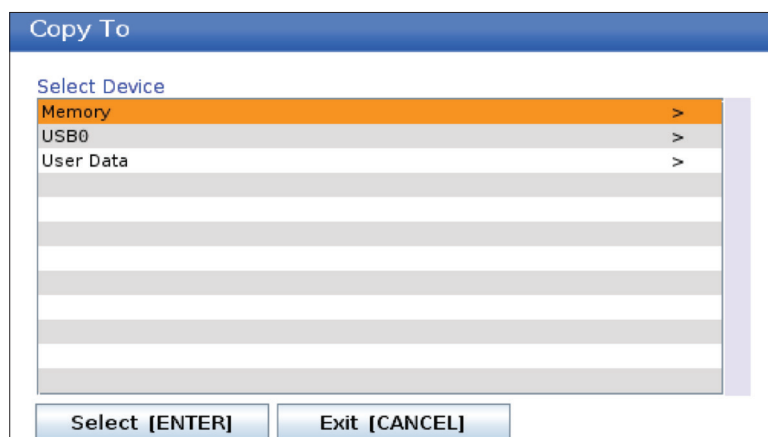 Copy To
Select Device
Memory >
USB0 >
User Data >
Select [ENTER] Exit [CANCEL]